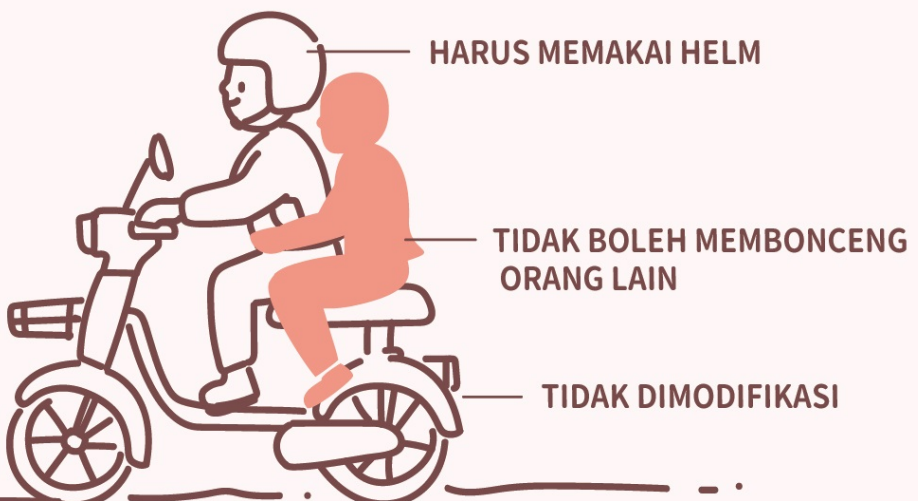 HARUS MEMAKAI HELM
TIDAK BOLEH MEMBONCENG
ORANG LAIN
TIDAK DIMODIFIKASI